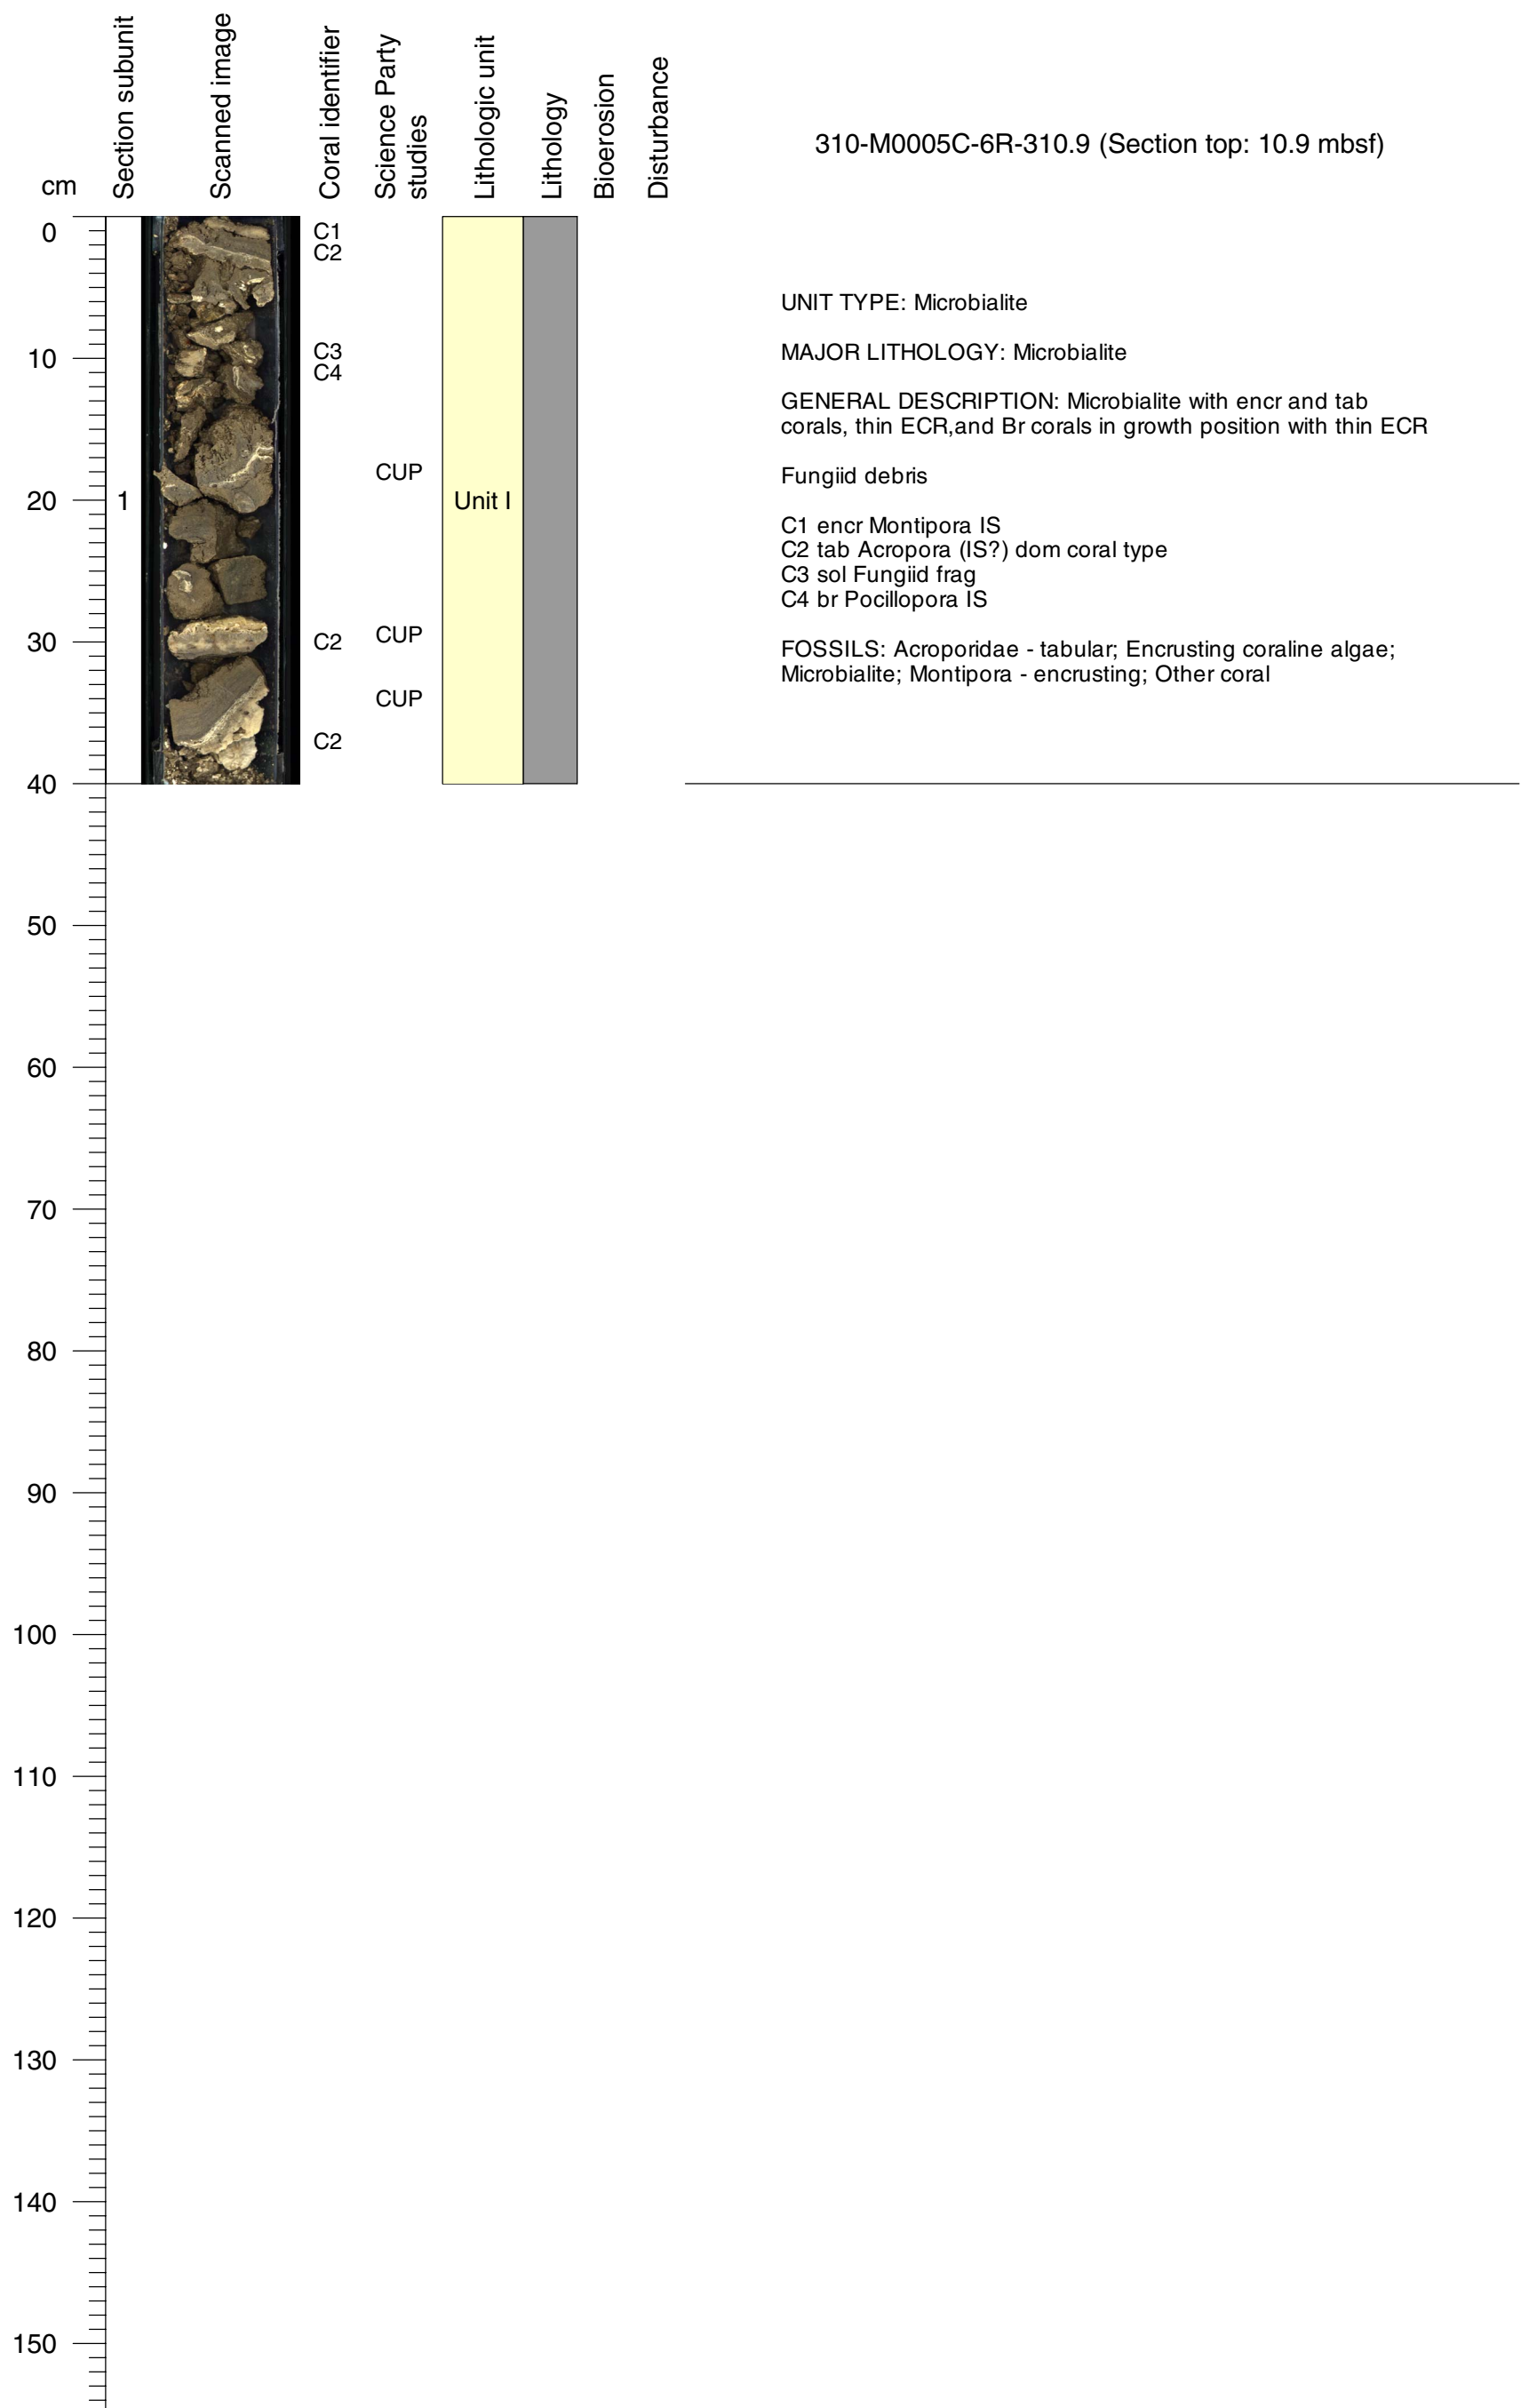 Section subunit
Scanned image
Coral identifier
Science Party
studies
Lithologic unit
Lithology
Bioerosion
Disturbance
310-M0005C-6R-310.9 (Section top: 10.9 mbsf)
cm
0
C1
C2
UNIT TYPE: Microbialite
C3
MAJOR LITHOLOGY: Microbialite
10
C4
GENERAL DESCRIPTION: Microbialite with encr and tab
corals, thin ECR,and Br corals in growth position with thin ECR
CUP
Fungiid debris
20
1
Unit I
C1 encr Montipora IS
C2 tab Acropora (IS?) dom coral type
C3 sol Fungiid frag
C4 br Pocillopora IS
30
C2
CUP
FOSSILS: Acroporidae - tabular; Encrusting coraline algae;
Microbialite; Montipora - encrusting; Other coral
CUP
C2
40
50
60
70
80
90
100
110
120
130
140
150